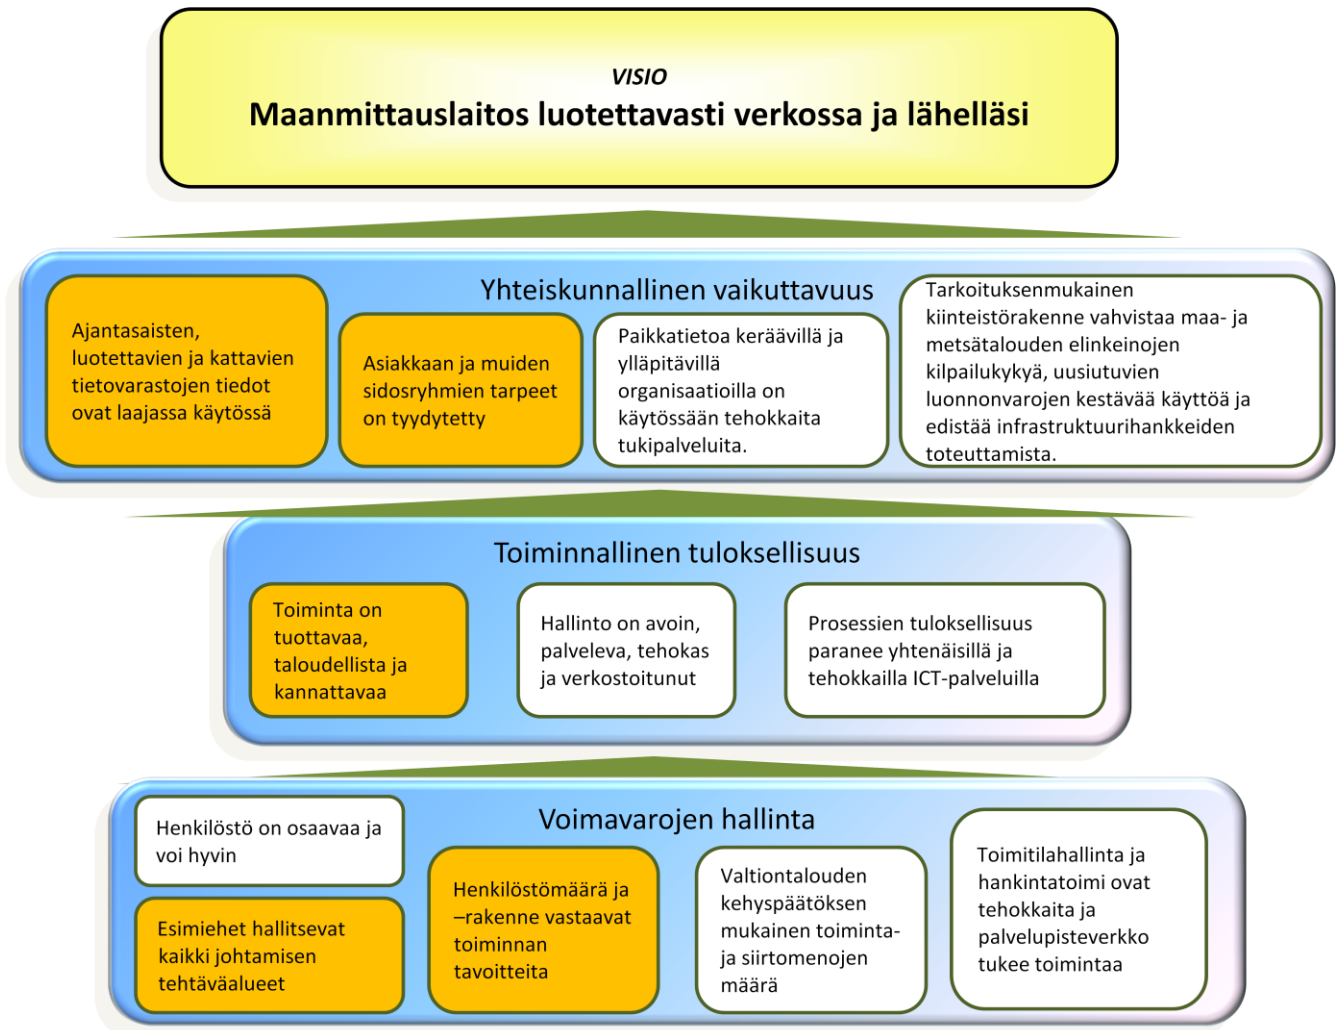 VISIO
Maanmittauslaitos luotettavasti verkossa ja lähelläsi
Yhteiskunnallinen vaikuttavuus
Ajantasaisten,
luotettavien ja kattavien
tietovarastojen tiedot
ovat laajassa käytössä
Asiakkaan ja muiden
sidosryhmien tarpeet
on tyydytetty
Paikkatietoa keräävillä ja
ylläpitävillä
organisaatioilla on
käytössään tehokkaita
tukipalveluita.
Tarkoituksenmukainen
kiinteistörakenne vahvistaa maa- ja
metsätalouden elinkeinojen
kilpailukykyä, uusiutuvien
luonnonvarojen kestävää käyttöä ja
edistää infrastruktuurihankkeiden
toteuttamista.
Toiminnallinen tuloksellisuus
Toiminta on
tuottavaa,
taloudellista ja
kannattavaa
Hallinto on avoin,
palveleva, tehokas
ja verkostoitunut
Prosessien tuloksellisuus
paranee yhtenäisillä ja
tehokkailla ICT-palveluilla
Voimavarojen hallinta
Henkilöstö on osaavaa ja
voi hyvin
Esimiehet hallitsevat
kaikki johtamisen
tehtäväalueet
Henkilöstömäärä ja
–rakenne vastaavat
toiminnan
tavoitteita
Valtiontalouden
kehyspäätöksen
mukainen toiminta-
ja siirtomenojen
määrä
Toimitilahallinta ja
hankintatoimi ovat
tehokkaita ja
palvelupisteverkko
tukee toimintaa